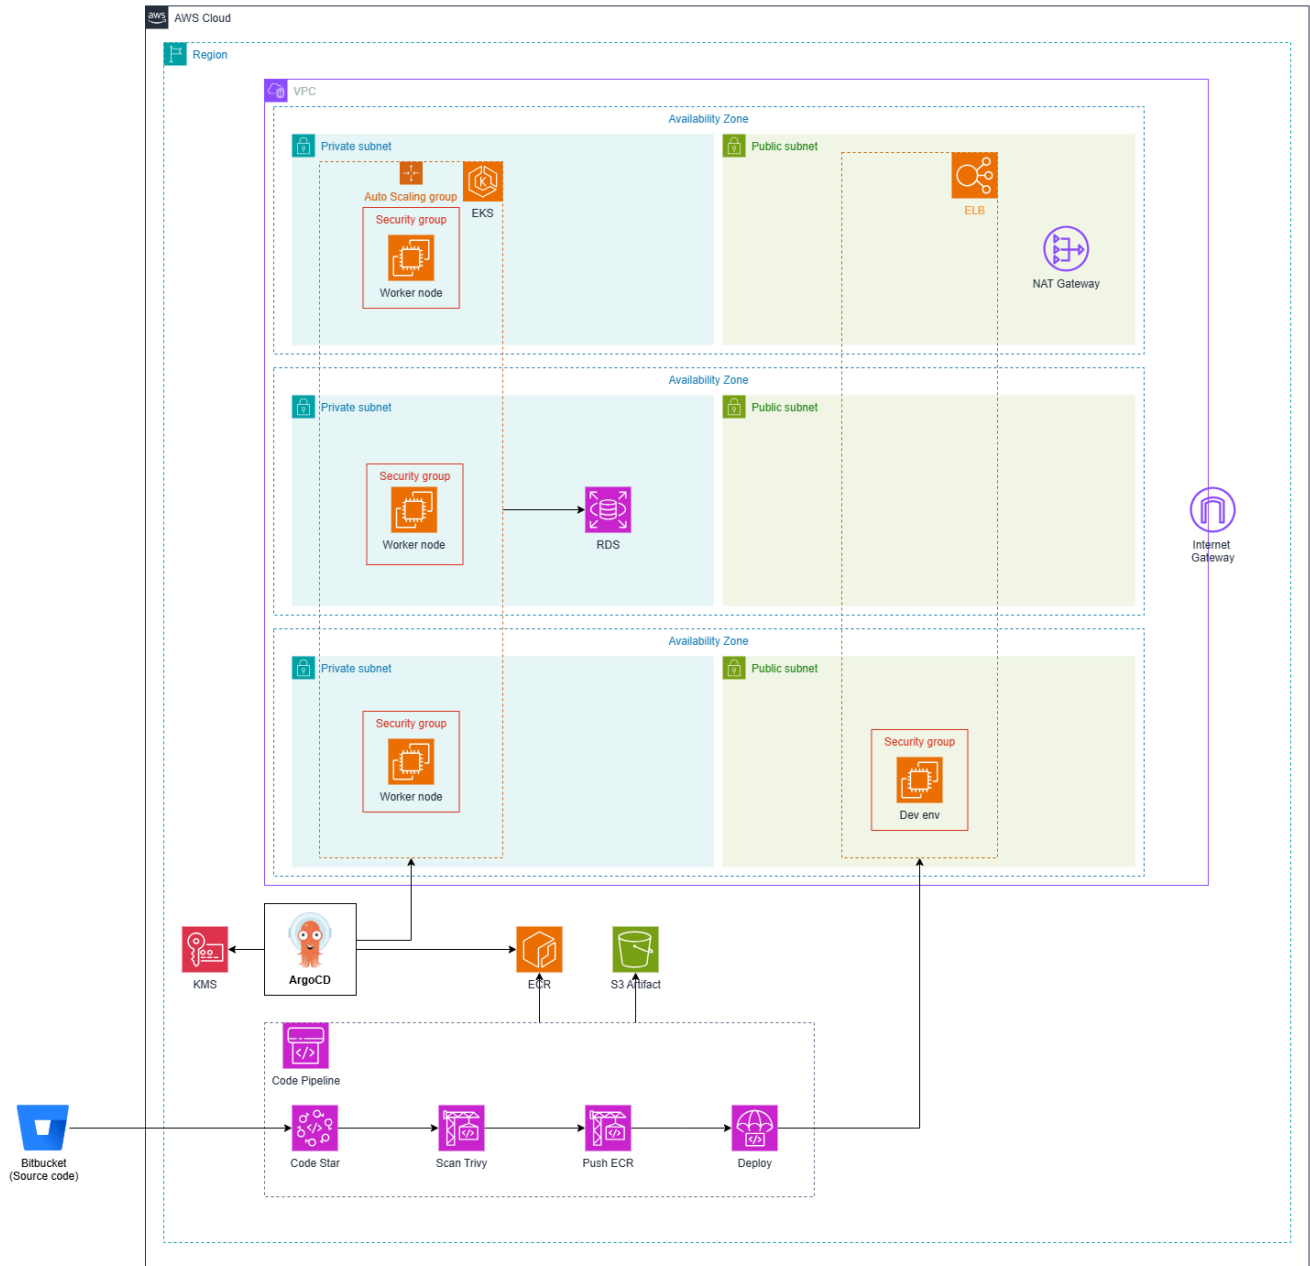 aws
AWS Cloud
Region
VPC
Availability Zone
Private subnet
Public subnet
Auto Scaling group
EKS
ELB
Security group
Worker node
NAT Gateway
Availability Zone
Private subnet
Public subnet
Security group
Worker node
RDS
Internet
Gateway
Availability Zone
Private subnet
Public subnet
Security group
Worker node
Security group
Dev env
KMS
ArgoCD
ECR
S3 Artifact
Code Pipeline
Bitbucket
(Source code)
Code Star
Scan Trivy
Push ECR
Deploy